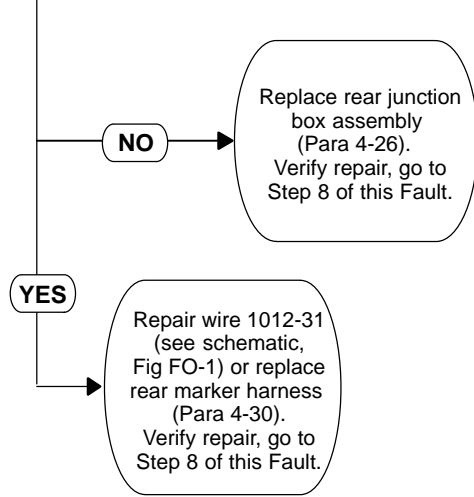 NO
Replace rear junction
box assembly
(Para 4-26).
Verify repair, go to
Step 8 of this Fault.
YES
Repair wire 1012-31
(see schematic,
Fig FO-1) or replace
rear marker harness
(Para 4-30).
Verify repair, go to
Step 8 of this Fault.